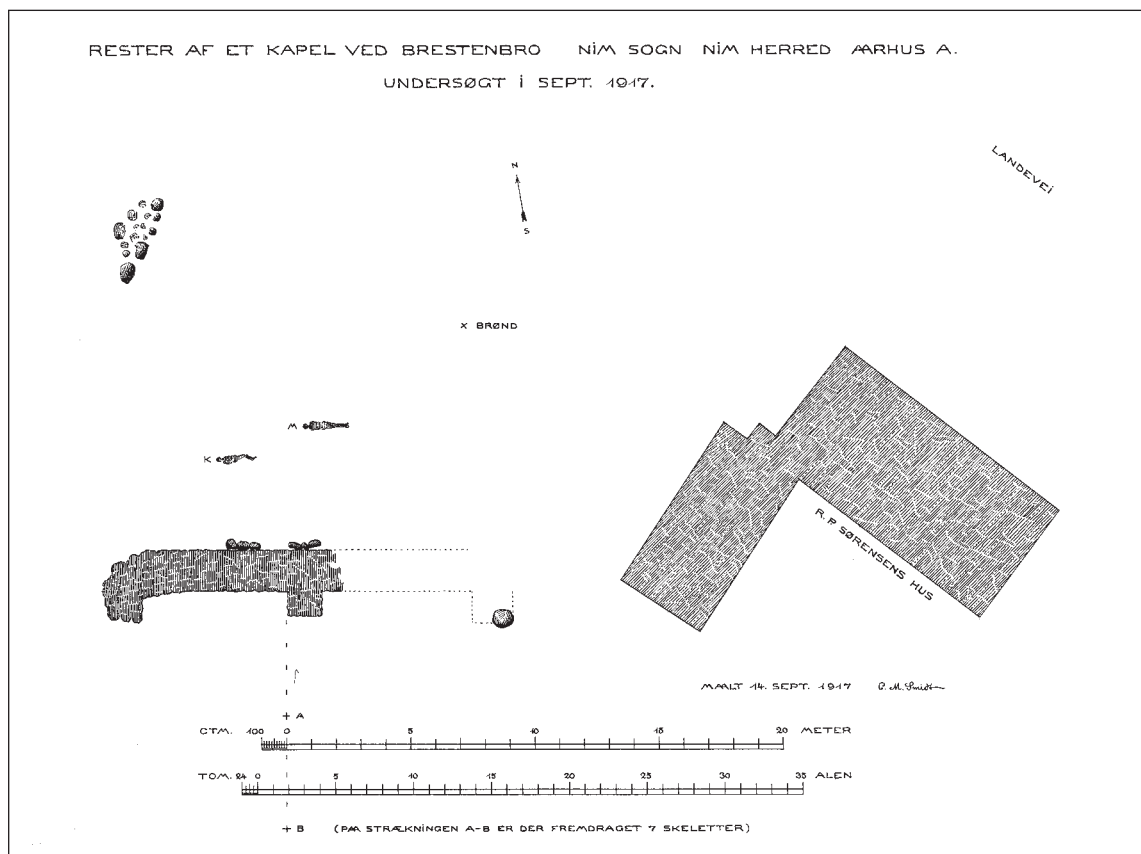 RESTER AF ET KAPEL VED BRESTENBRO NIM SOGN NIM HERRED AARHUS A.
UNDERSØGT I SEPT. 1917.
LANDEVEI
N
S
X BRØND
M
K
R. P. SØRENSENS HUS
MAALT 14. SEPT. 1917 C. M. Smidt
+ A
CTM. 100 0 5 10 15 20 METER
TOM. 24 0 5 10 15 20 25 30 35 ALEN
+ B (PAA STRÆKNINGEN A-B ER DER FREMDRAGET 7 SKELETTER)